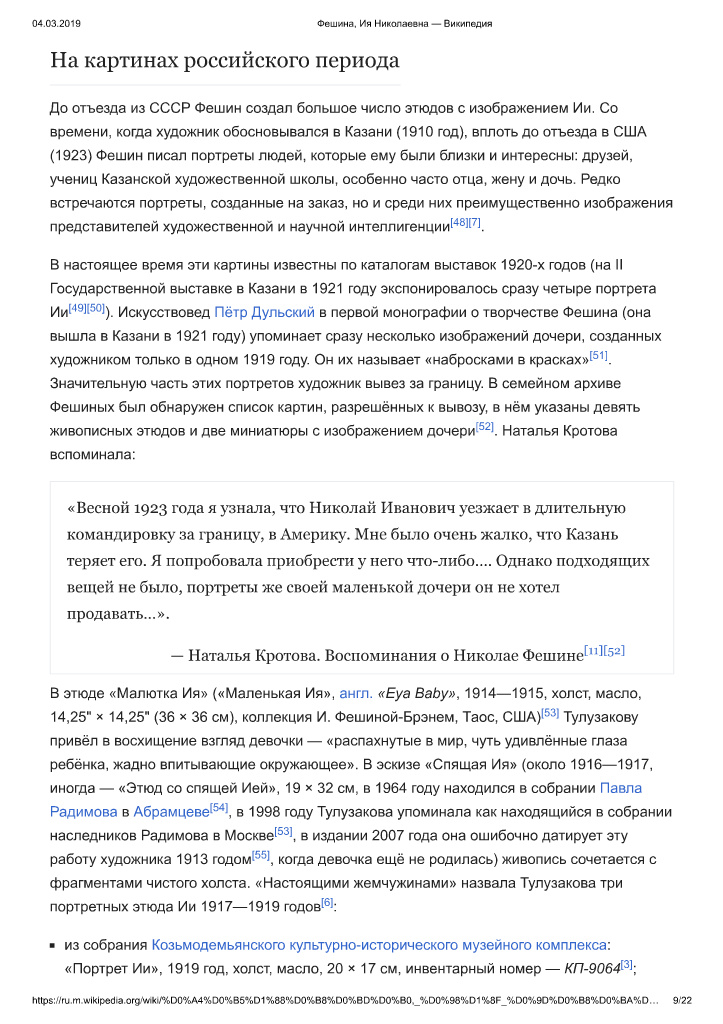 04.03.2019
Фешина, Ия Николаевна — Википедия
На картинах российского периода
До отъезда из СССР Фешин создал большое число этюдов с изображением Ии. Со
времени, когда художник обосновывался в Казани (1910 год), вплоть до отъезда в США
(1923) Фешин писал портреты людей, которые ему были близки и интересны: друзей,
учениц Казанской художественной школы, особенно часто отца, жену и дочь. Редко
встречаются портреты, созданные на заказ, но и среди них преимущественно изображения
представителей художественной и научной интеллигенции[48][7].
В настоящее время эти картины известны по каталогам выставок 1920-х годов (на II
Государственной выставке в Казани в 1921 году экспонировалось сразу четыре портрета
Ии[49][50]). Искусствовед Пётр Дульский в первой монографии о творчестве Фешина (она
вышла в Казани в 1921 году) упоминает сразу несколько изображений дочери, созданных
художником только в одном 1919 году. Он их называет «набросками в красках»[51].
Значительную часть этих портретов художник вывез за границу. В семейном архиве
Фешиных был обнаружен список картин, разрешённых к вывозу, в нём указаны девять
живописных этюдов и две миниатюры с изображением дочери[52]. Наталья Кротова
вспоминала:
«Весной 1923 года я узнала, что Николай Иванович уезжает в длительную
командировку за границу, в Америку. Мне было очень жалко, что Казань
теряет его. Я попробовала приобрести у него что-либо.... Однако подходящих
вещей не было, портреты же своей маленькой дочери он не хотел
продавать…».
— Наталья Кротова. Воспоминания о Николае Фешине[11][52]
В этюде «Малютка Ия» («Маленькая Ия», англ. «Eya Baby», 1914—1915, холст, масло,
14,25" × 14,25" (36 × 36 см), коллекция И. Фешиной-Брэнем, Таос, США)[53] Тулузакову
привёл в восхищение взгляд девочки — «распахнутые в мир, чуть удивлённые глаза
ребёнка, жадно впитывающие окружающее». В эскизе «Спящая Ия» (около 1916—1917,
иногда — «Этюд со спящей Ией», 19 × 32 см, в 1964 году находился в собрании Павла
Радимова в Абрамцеве[54], в 1998 году Тулузакова упоминала как находящийся в собрании
наследников Радимова в Москве[53], в издании 2007 года она ошибочно датирует эту
работу художника 1913 годом[55], когда девочка ещё не родилась) живопись сочетается с
фрагментами чистого холста. «Настоящими жемчужинами» назвала Тулузакова три
портретных этюда Ии 1917—1919 годов[6]:
▪ из собрания Козьмодемьянского культурно-исторического музейного комплекса:
«Портрет Ии», 1919 год, холст, масло, 20 × 17 см, инвентарный номер — КП-9064[3];
https://ru.m.wikipedia.org/wiki/%D0%A4%D0%B5%D1%88%D0%B8%D0%BD%D0%B0,_%D0%98%D1%8F_%D0%9D%D0%B8%D0%BA%D…
9/22